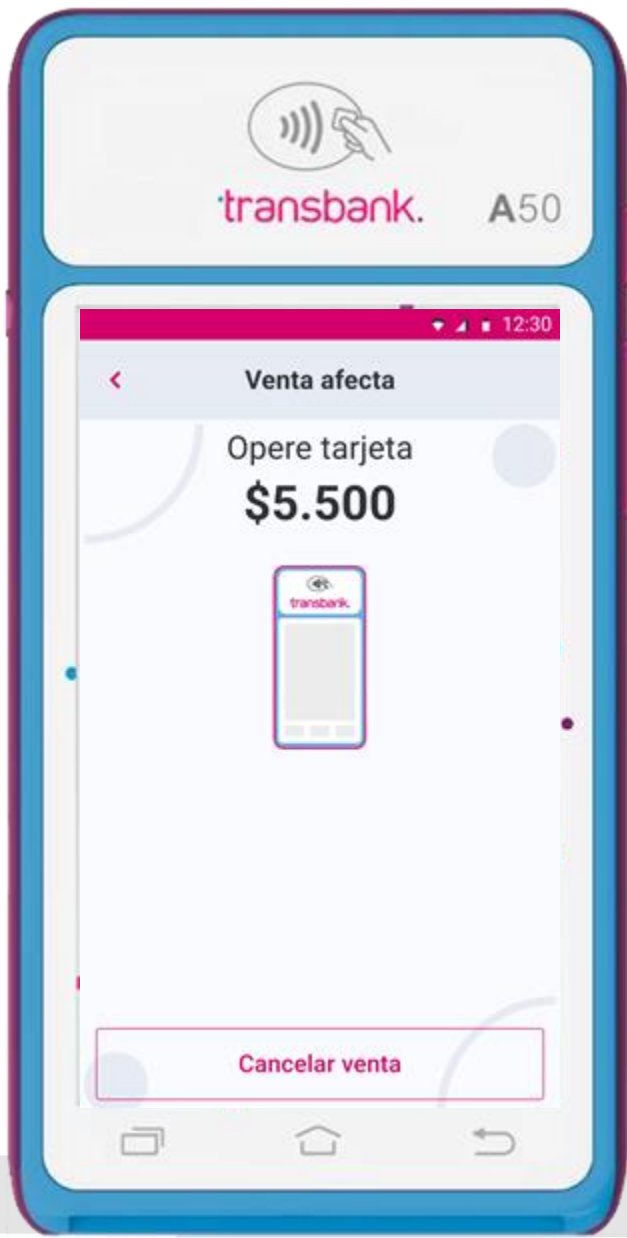 transbank.
A50
12:30
Venta afecta
Opere tarjeta
$5.500
transbank.
Cancelar venta